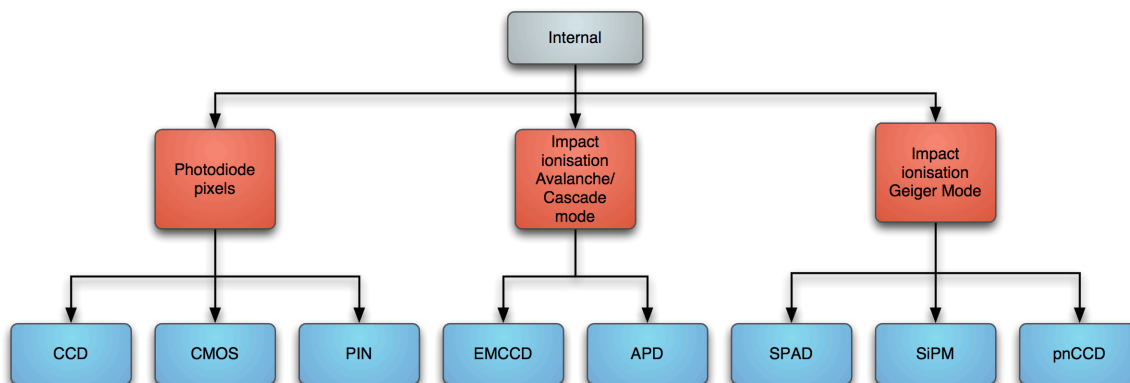 Internal
Photodiode
pixels
Impact
ionisation
Avalanche/
Cascade
mode
Impact
ionisation
Geiger Mode
CCD
CMOS
PIN
EMCCD
APD
SPAD
SiPM
pnCCD